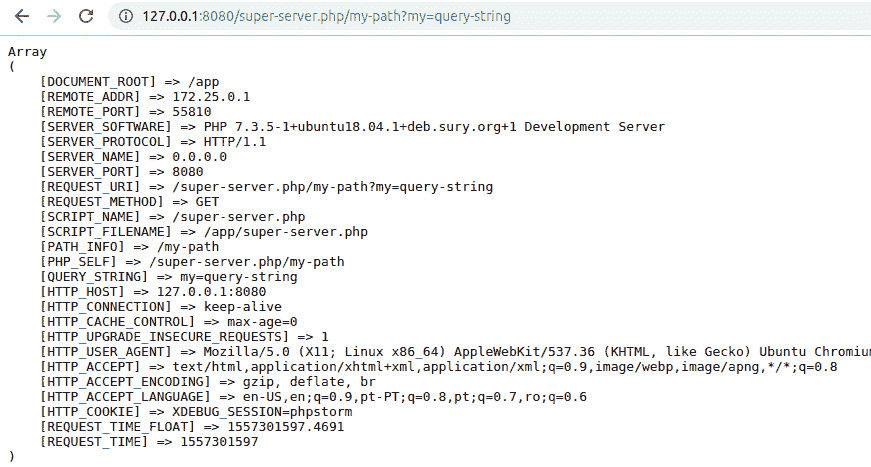 127.0.0.1:8080/super-server.php/my-path?my=query-string
Array
(
[DOCUMENT_ROOT] => /app
[REMOTE_ADDR] => 172.25.0.1
[REMOTE_PORT] => 55810
[SERVER_SOFTWARE] => PHP 7.3.5-1+ubuntu18.04.1+deb.sury.org+1 Development Server
[SERVER_PROTOCOL] => HTTP/1.1
[SERVER_NAME] => 0.0.0.0
[SERVER_PORT] => 8080
[REQUEST_URI] => /super-server.php/my-path?my=query-string
[REQUEST_METHOD] => GET
[SCRIPT_NAME] => /super-server.php
[SCRIPT_FILENAME] => /app/super-server.php
[PATH_INFO] => /my-path
[PHP_SELF] => /super-server.php/my-path
[QUERY_STRING] => my=query-string
[HTTP_HOST] => 127.0.0.1:8080
[HTTP_CONNECTION] => keep-alive
[HTTP_CACHE_CONTROL] => max-age=0
[HTTP_UPGRADE_INSECURE_REQUESTS] => 1
[HTTP_USER_AGENT] => Mozilla/5.0 (X11; Linux x86_64) AppleWebKit/537.36 (KHTML, like Gecko) Ubuntu Chromium
[HTTP_ACCEPT] => text/html,application/xhtml+xml,application/xml;q=0.9,image/webp,image/apng,*/*;q=0.8
[HTTP_ACCEPT_ENCODING] => gzip, deflate, br
[HTTP_ACCEPT_LANGUAGE] => en-US,en;q=0.9,pt-PT;q=0.8,pt;q=0.7,ro;q=0.6
[HTTP_COOKIE] => XDEBUG_SESSION=phpstorm
[REQUEST_TIME_FLOAT] => 1557301597.4691
[REQUEST_TIME] => 1557301597
)